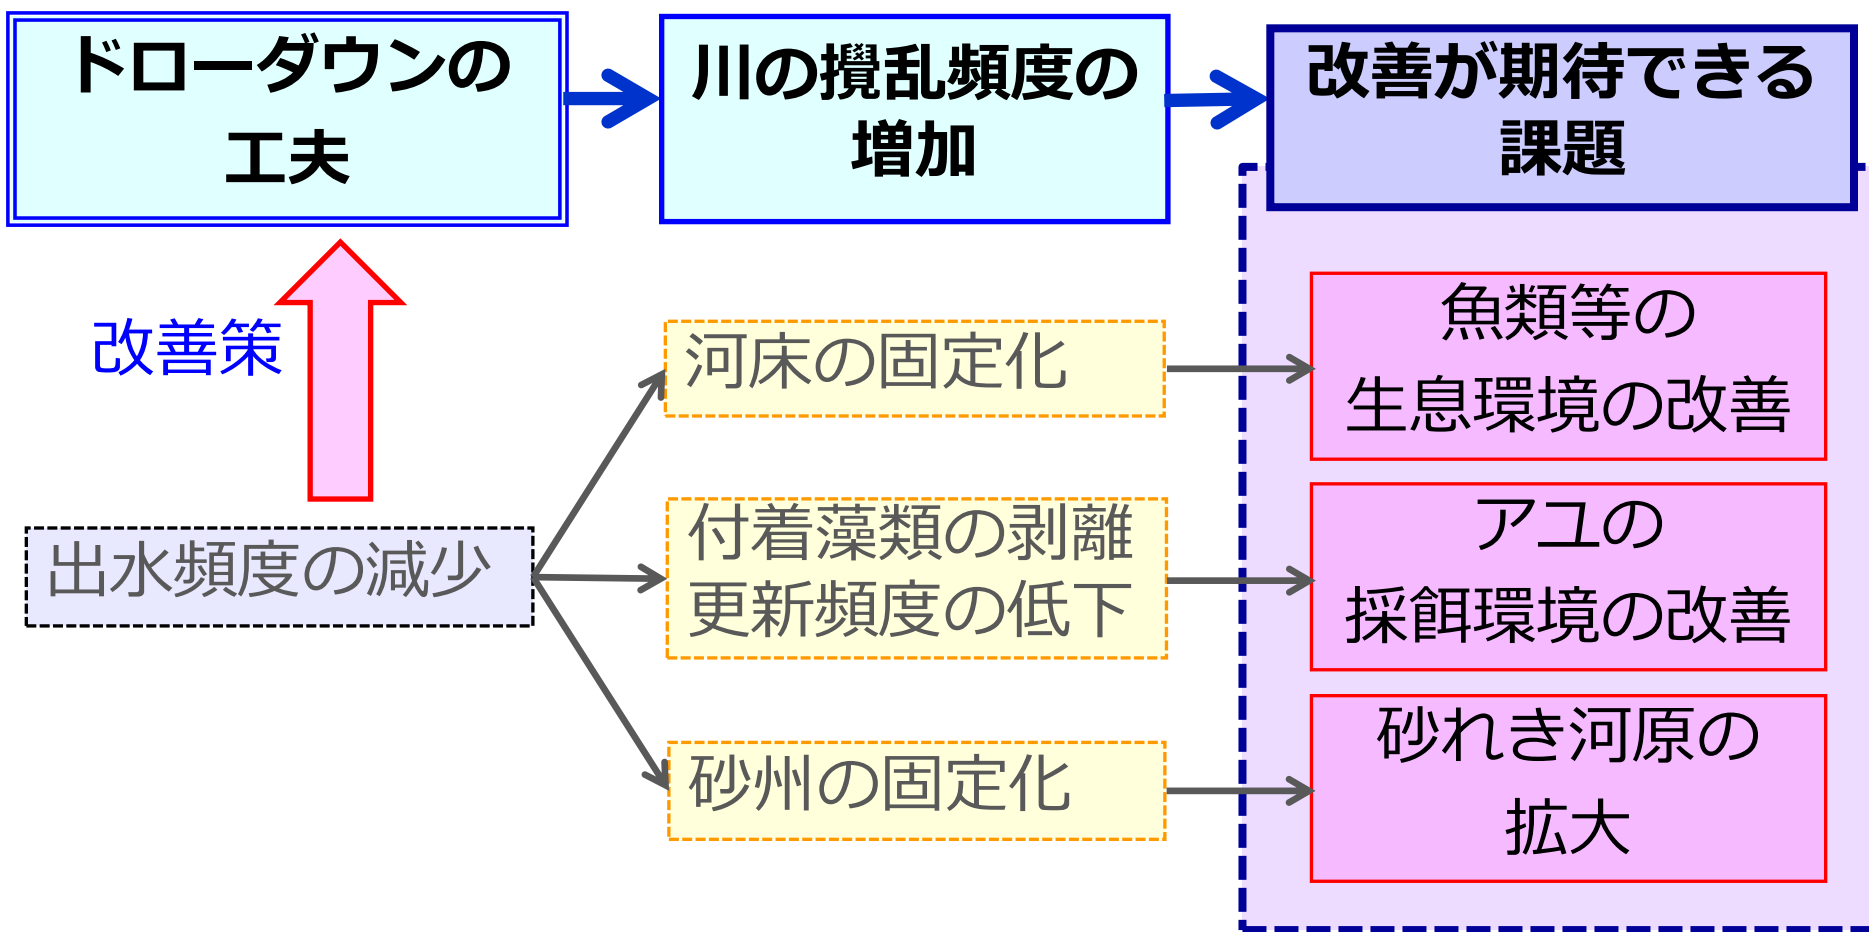 ドローダウンの
工夫
川の攪乱頻度の
増加
改善が期待できる
課題
改善策
出水頻度の減少
河床の固定化
付着藻類の剥離
更新頻度の低下
砂州の固定化
魚類等の
生息環境の改善
アユの
採餌環境の改善
砂れき河原の
拡大